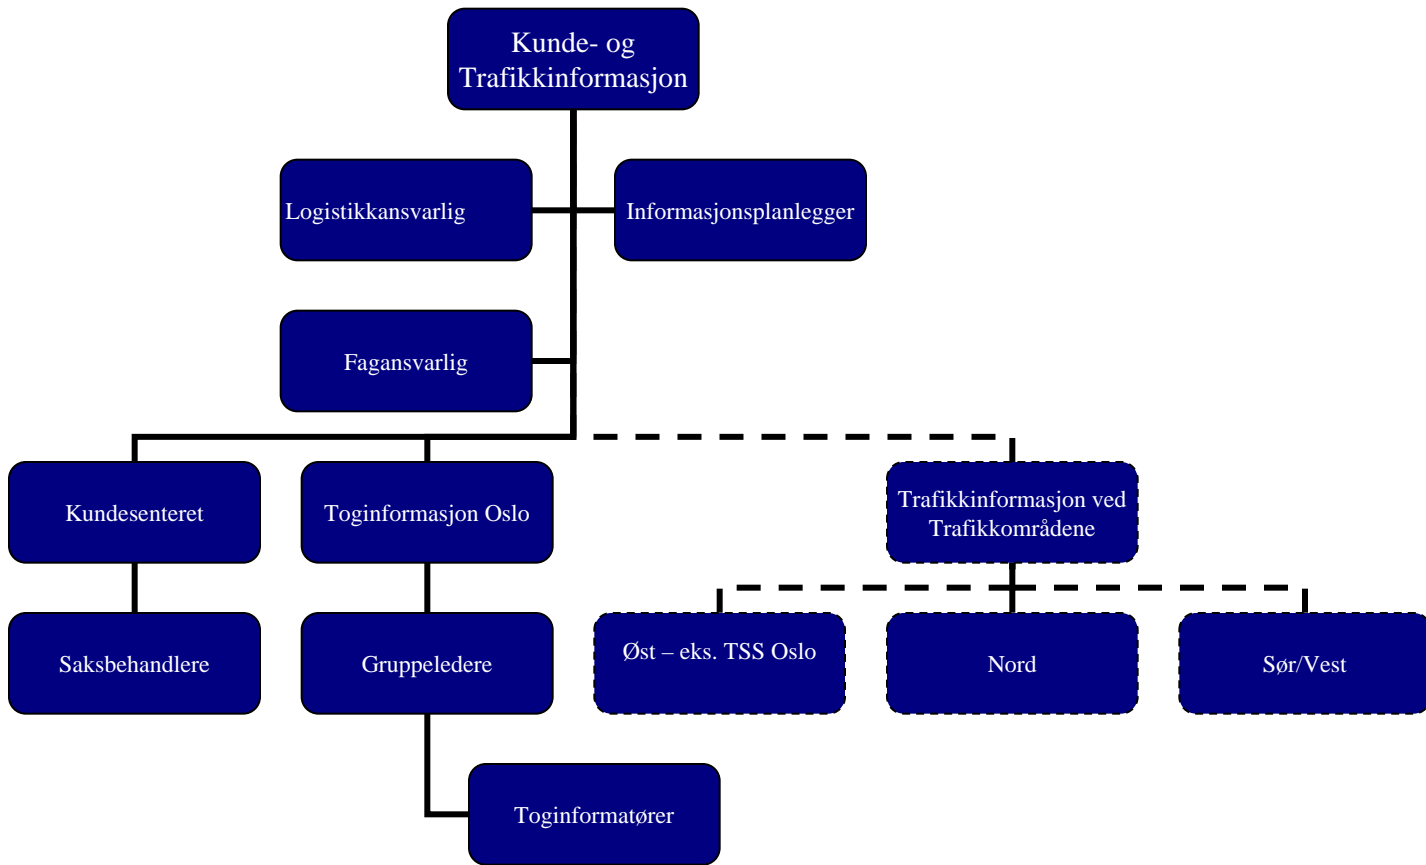 Kunde- og
Trafikkinformasjon
Logistikkansvarlig
Informasjonsplanlegger
Fagansvarlig
Kundesenteret
Toginformasjon Oslo
Trafikkinformasjon ved
Trafikkområdene
Saksbehandlere
Gruppeledere
Øst – eks. TSS Oslo
Nord
Sør/Vest
Toginformatører